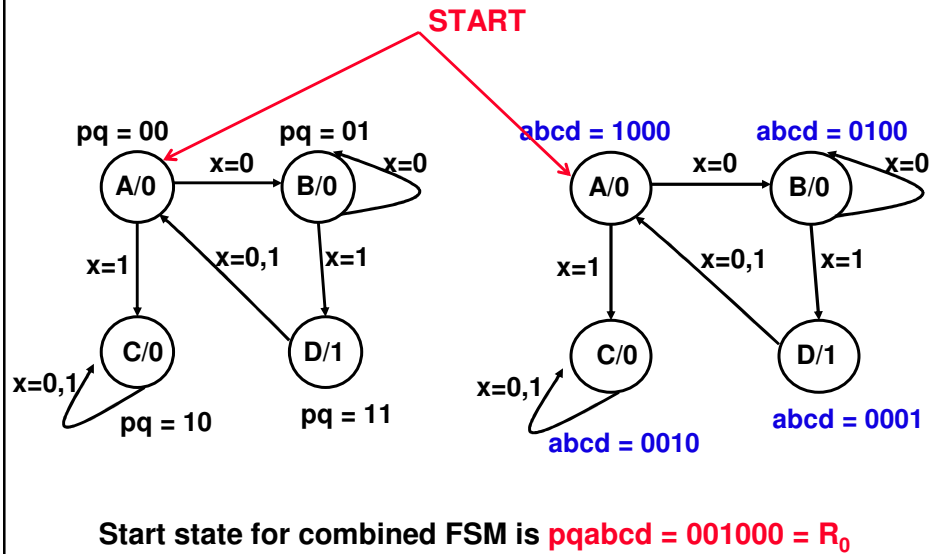 START
pq = 00
pq = 01
abcd = 1000
abcd = 0100
A/0
x=0
B/0
x=0
A/0
x=0
B/0
x=0
x=1
x=0,1
x=1
x=1
x=0,1
x=1
C/0
D/1
C/0
D/1
x=0,1
x=0,1
pq = 10
pq = 11
abcd = 0010
abcd = 0001
Start state for combined FSM is pqabcd = 001000 = R₀